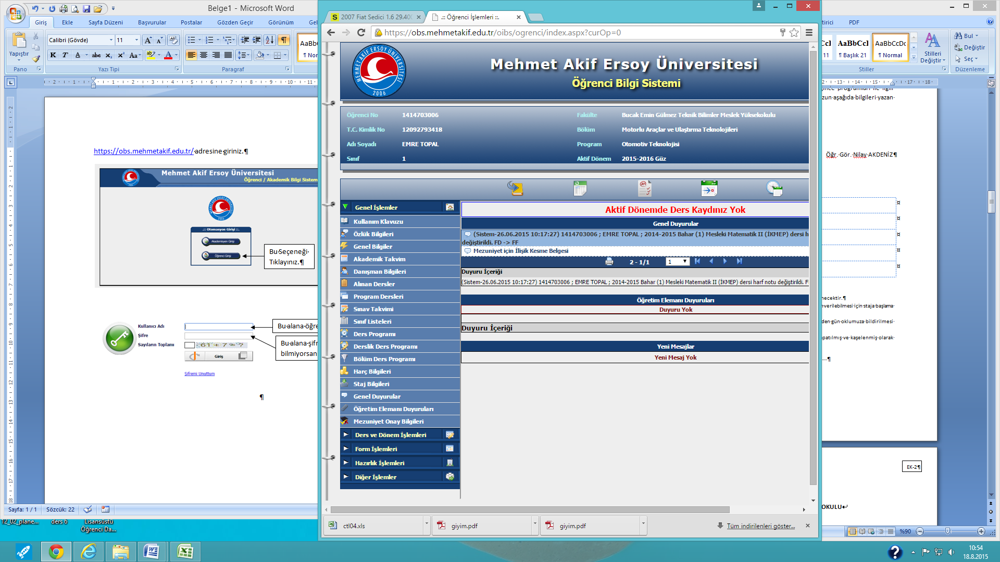 Belge1 - Microsoft Word
Giriş Ekle Sayfa Düzeni Başvurular Postalar Gözden Geçir Görünüm Gel
Yapıştır
Calibri (Gövde) 11
AaBb
¶ Nor
Pano Yazı Tipi Paragraf
https://obs.mehmetakif.edu.tr/ adresine giriniz.¶
Mehmet Akif Ersoy Üniversitesi
Öğrenci / Akademik Bilgi Sistem
.:: Otomasyon Girişi ::.
Akademisyen Girişi
Öğrenci Girişi
Bu Seçeneği
Tıklayınız.¶
Kullanıcı Adı
Şifre
Sayıların Toplamı
61 + 7 = ?
Giriş
Şifremi Unuttum
Bu alana öğre
Bu alana şifr
bilmiyorsan
¶
Sayfa: 1 / 1 Sözcük: 22
12_02_plane...
ders 6
Lisansüstü
Öğrenci Da...
2007 Fiat Sedici 1.6 29.400
.:: Öğrenci İşlemleri ::.
https://obs.mehmetakif.edu.tr/oibs/ogrenci/index.aspx?curOp=0
MEHMET AKİF ERSOY ÜNİVERSİTESİ
2006
Mehmet Akif Ersoy Üniversitesi
Öğrenci Bilgi Sistemi
Öğrenci No 1414703006 Fakülte Bucak Emin Gülmez Teknik Bilimler Meslek Yüksekokulu
T.C. Kimlik No 12092793418 Bölüm Motorlu Araçlar ve Ulaştırma Teknolojileri
Adı Soyadı EMRE TOPAL Program Otomotiv Teknolojisi
Sınıf 1 Aktif Dönem 2015-2016 Güz
Genel İşlemler
Kullanım Klavuzu
Özlük Bilgileri
Genel Bilgiler
Akademik Takvim
Danışman Bilgileri
Alınan Dersler
Program Dersleri
Sınav Takvimi
Sınıf Listeleri
Ders Programı
Derslik Ders Programı
Bölüm Ders Programı
Harç Bilgileri
Staj Bilgileri
Genel Duyurular
Öğretim Elemanı Duyuruları
Mezuniyet Onay Bilgileri
Ders ve Dönem İşlemleri
Form İşlemleri
Hazırlık İşlemleri
Diğer İşlemler
Aktif Dönemde Ders Kaydınız Yok
Genel Duyurular
(Sistem-26.06.2015 10:17:27) 1414703006 ; EMRE TOPAL ; 2014-2015 Bahar (1) Mesleki Matematik II (İKMEP) dersi h
değiştirildi. FD -> FF
Mezuniyet için İlişik Kesme Belgesi
2 - 1/1 1
Duyuru İçeriği
(Sistem-26.06.2015 10:17:27) 1414703006 ; EMRE TOPAL ; 2014-2015 Bahar (1) Mesleki Matematik II (İKMEP) dersi harf notu değiştirildi. F
Öğretim Elemanı Duyuruları
Duyuru Yok
Duyuru İçeriği
Yeni Mesajlar
Yeni Mesaj Yok
ctl04.xls
giyim.pdf
giyim.pdf
Tüm indirilenleri göster...
tirici PDF
AaBbCcI AaBbCcDc
11 ¶ Başlık 21 ¶ Normal
Stilleri
Değiştir
Bul
Değiştir
Seç
Stiller Düzenleme
ince programları ile ilgili
zun aşağıda bilgileri yazan
Öğr. Gör. Nilay AKDENİZ¶
necektir.¶
verilebilmesi için staja başlama
den gün okulumuza bildirilmesi
patılmış ve kaşelenmiş olarak
EK-2¶
OKULU
%90
10:54
18.8.2015